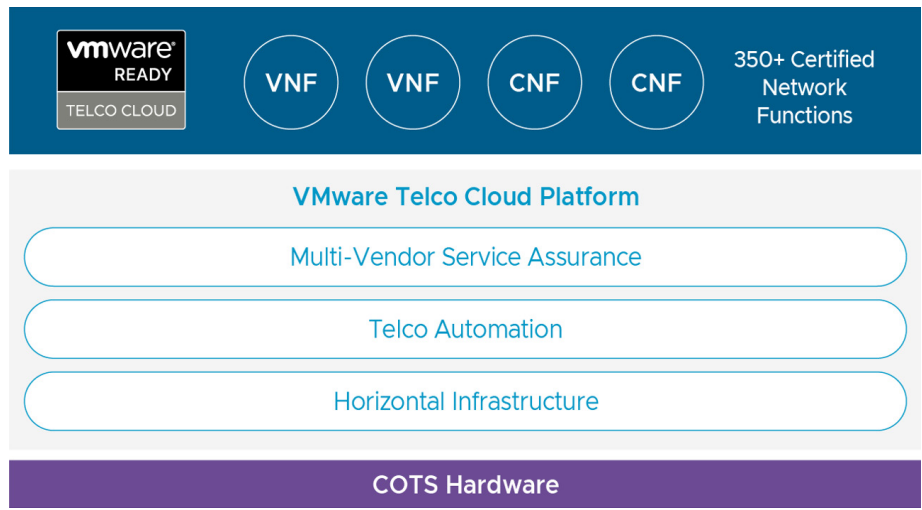 vmware®
READY
TELCO CLOUD
VNF
VNF
CNF
CNF
350+ Certified
Network
Functions
VMware Telco Cloud Platform
Multi-Vendor Service Assurance
Telco Automation
Horizontal Infrastructure
COTS Hardware